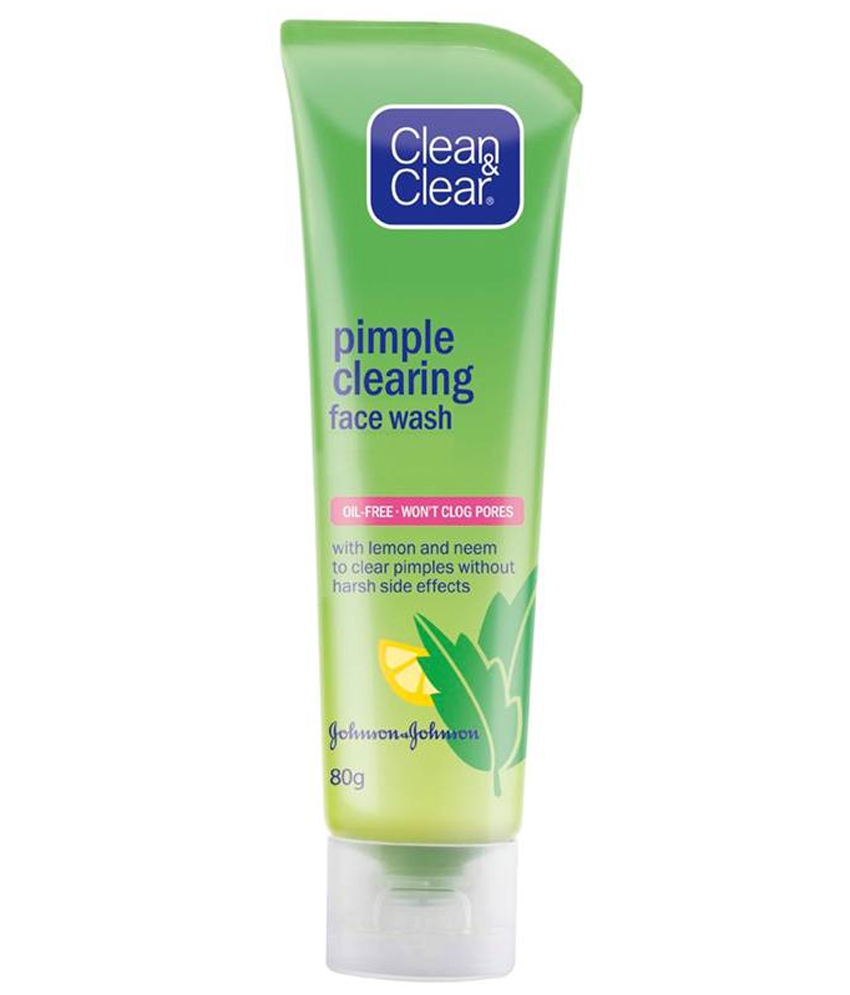 Clean &
Clear®
pimple
clearing
face wash
OIL-FREE · WON'T CLOG PORES
with lemon and neem
to clear pimples without
harsh side effects
Johnson & Johnson
80g